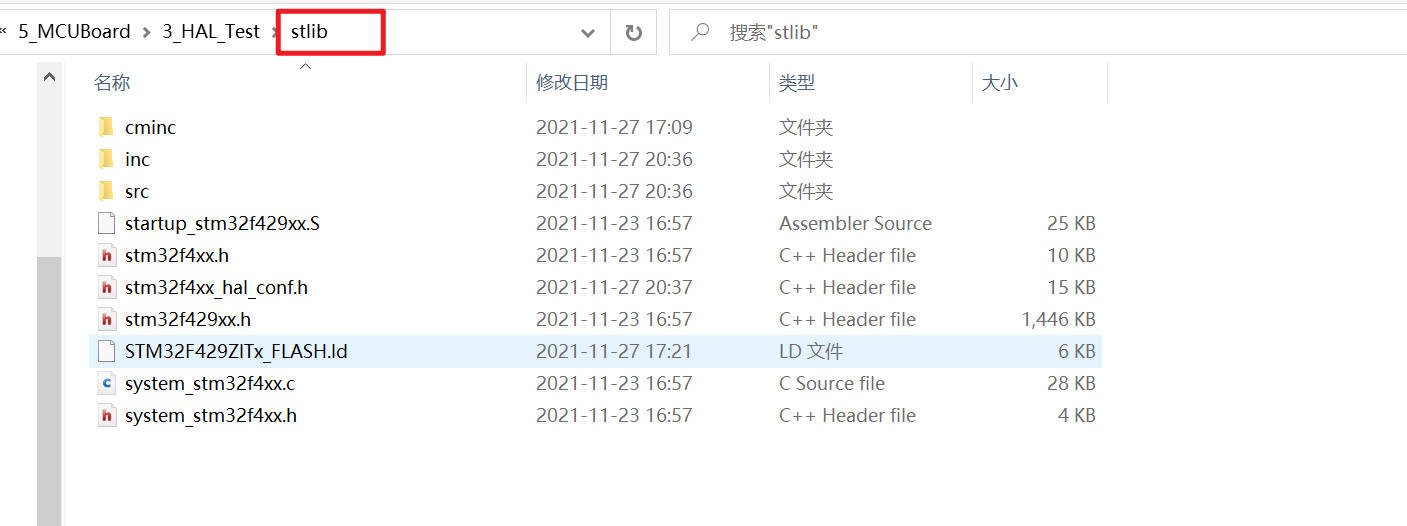 « 5_MCUBoard > 3_HAL_Test > stlib 搜索"stlib"
名称 修改日期 类型 大小
cminc 2021-11-27 17:09 文件夹
inc 2021-11-27 20:36 文件夹
src 2021-11-27 20:36 文件夹
startup_stm32f429xx.S 2021-11-23 16:57 Assembler Source 25 KB
stm32f4xx.h 2021-11-23 16:57 C++ Header file 10 KB
stm32f4xx_hal_conf.h 2021-11-27 20:37 C++ Header file 15 KB
stm32f429xx.h 2021-11-23 16:57 C++ Header file 1,446 KB
STM32F429ZITx_FLASH.ld 2021-11-27 17:21 LD 文件 6 KB
system_stm32f4xx.c 2021-11-23 16:57 C Source file 28 KB
system_stm32f4xx.h 2021-11-23 16:57 C++ Header file 4 KB